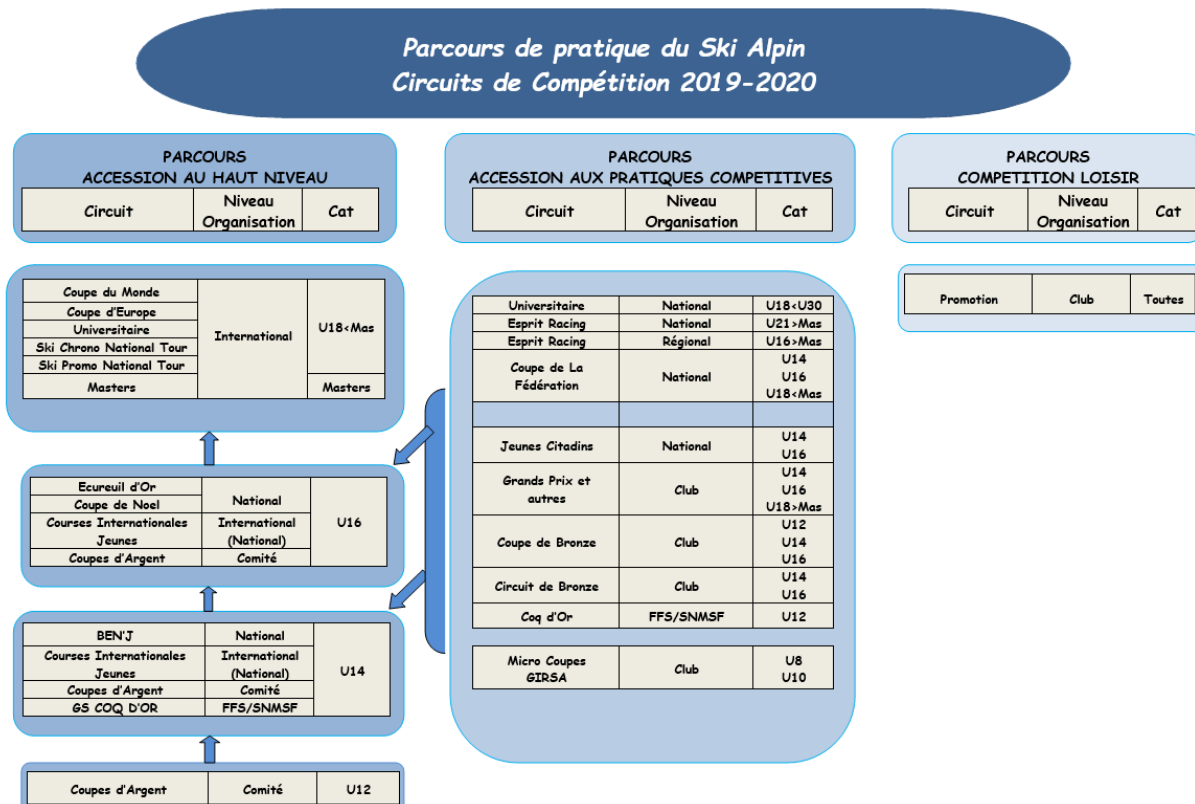 Parcours de pratique du Ski Alpin
Circuits de Compétition 2019-2020
PARCOURS
ACCESSION AU HAUT NIVEAU
Circuit
Niveau
Organisation
Cat
Coupe du Monde
Coupe d'Europe
Universitaire
Ski Chrono National Tour
Ski Promo National Tour
Masters
International
U18<Mas
Masters
Ecureuil d'Or
Coupe de Noel
National
Courses Internationales
Jeunes
International
(National)
Coupes d'Argent
Comité
U16
BEN'J
National
Courses Internationales
Jeunes
International
(National)
Coupes d'Argent
Comité
GS COQ D'OR
FFS/SNMSF
U14
Coupes d'Argent
Comité
U12
PARCOURS
ACCESSION AUX PRATIQUES COMPETITIVES
Circuit
Niveau
Organisation
Cat
Universitaire
National
U18<U30
Esprit Racing
National
U21>Mas
Esprit Racing
Régional
U16>Mas
Coupe de La
Fédération
National
U14
U16
U18<Mas
Jeunes Citadins
National
U14
U16
Grands Prix et
autres
Club
U14
U16
U18>Mas
Coupe de Bronze
Club
U12
U14
U16
Circuit de Bronze
Club
U14
U16
Coq d'Or
FFS/SNMSF
U12
Micro Coupes
GIRSA
Club
U8
U10
PARCOURS
COMPETITION LOISIR
Circuit
Niveau
Organisation
Cat
Promotion
Club
Toutes